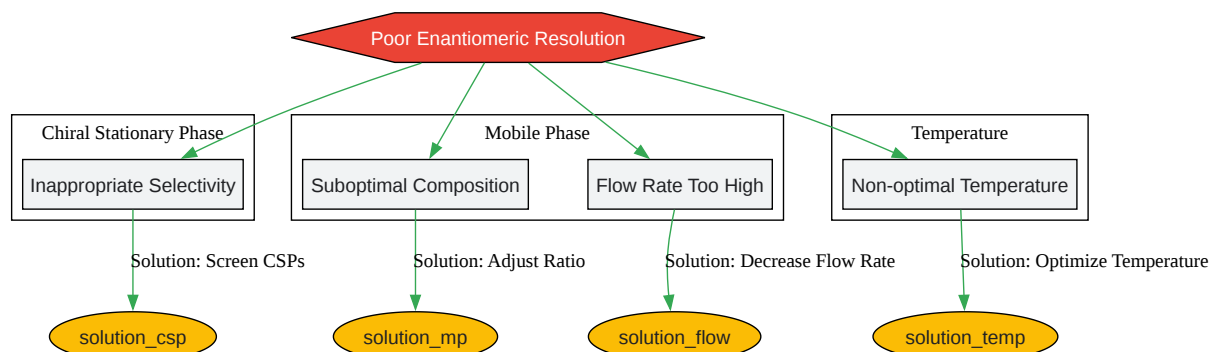 Poor Enantiomeric Resolution
Chiral Stationary Phase
Mobile Phase
Temperature
Inappropriate Selectivity
Suboptimal Composition
Flow Rate Too High
Non-optimal Temperature
Solution: Screen CSPs
Solution: Adjust Ratio
Solution: Decrease Flow Rate
Solution: Optimize Temperature
solution_csp
solution_mp
solution_flow
solution_temp